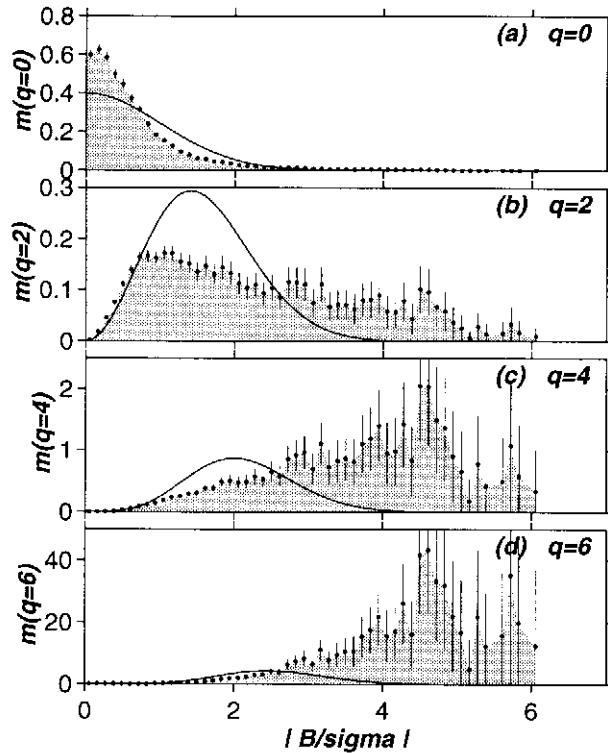 0.8
0.6
0.4
0.2
0
m(q=0)
(a) q=0
0.3
0.2
0.1
0
m(q=2)
(b) q=2
2
1
0
m(q=4)
(c) q=4
40
20
0
m(q=6)
(d) q=6
0 2 4 6
| B/sigma |